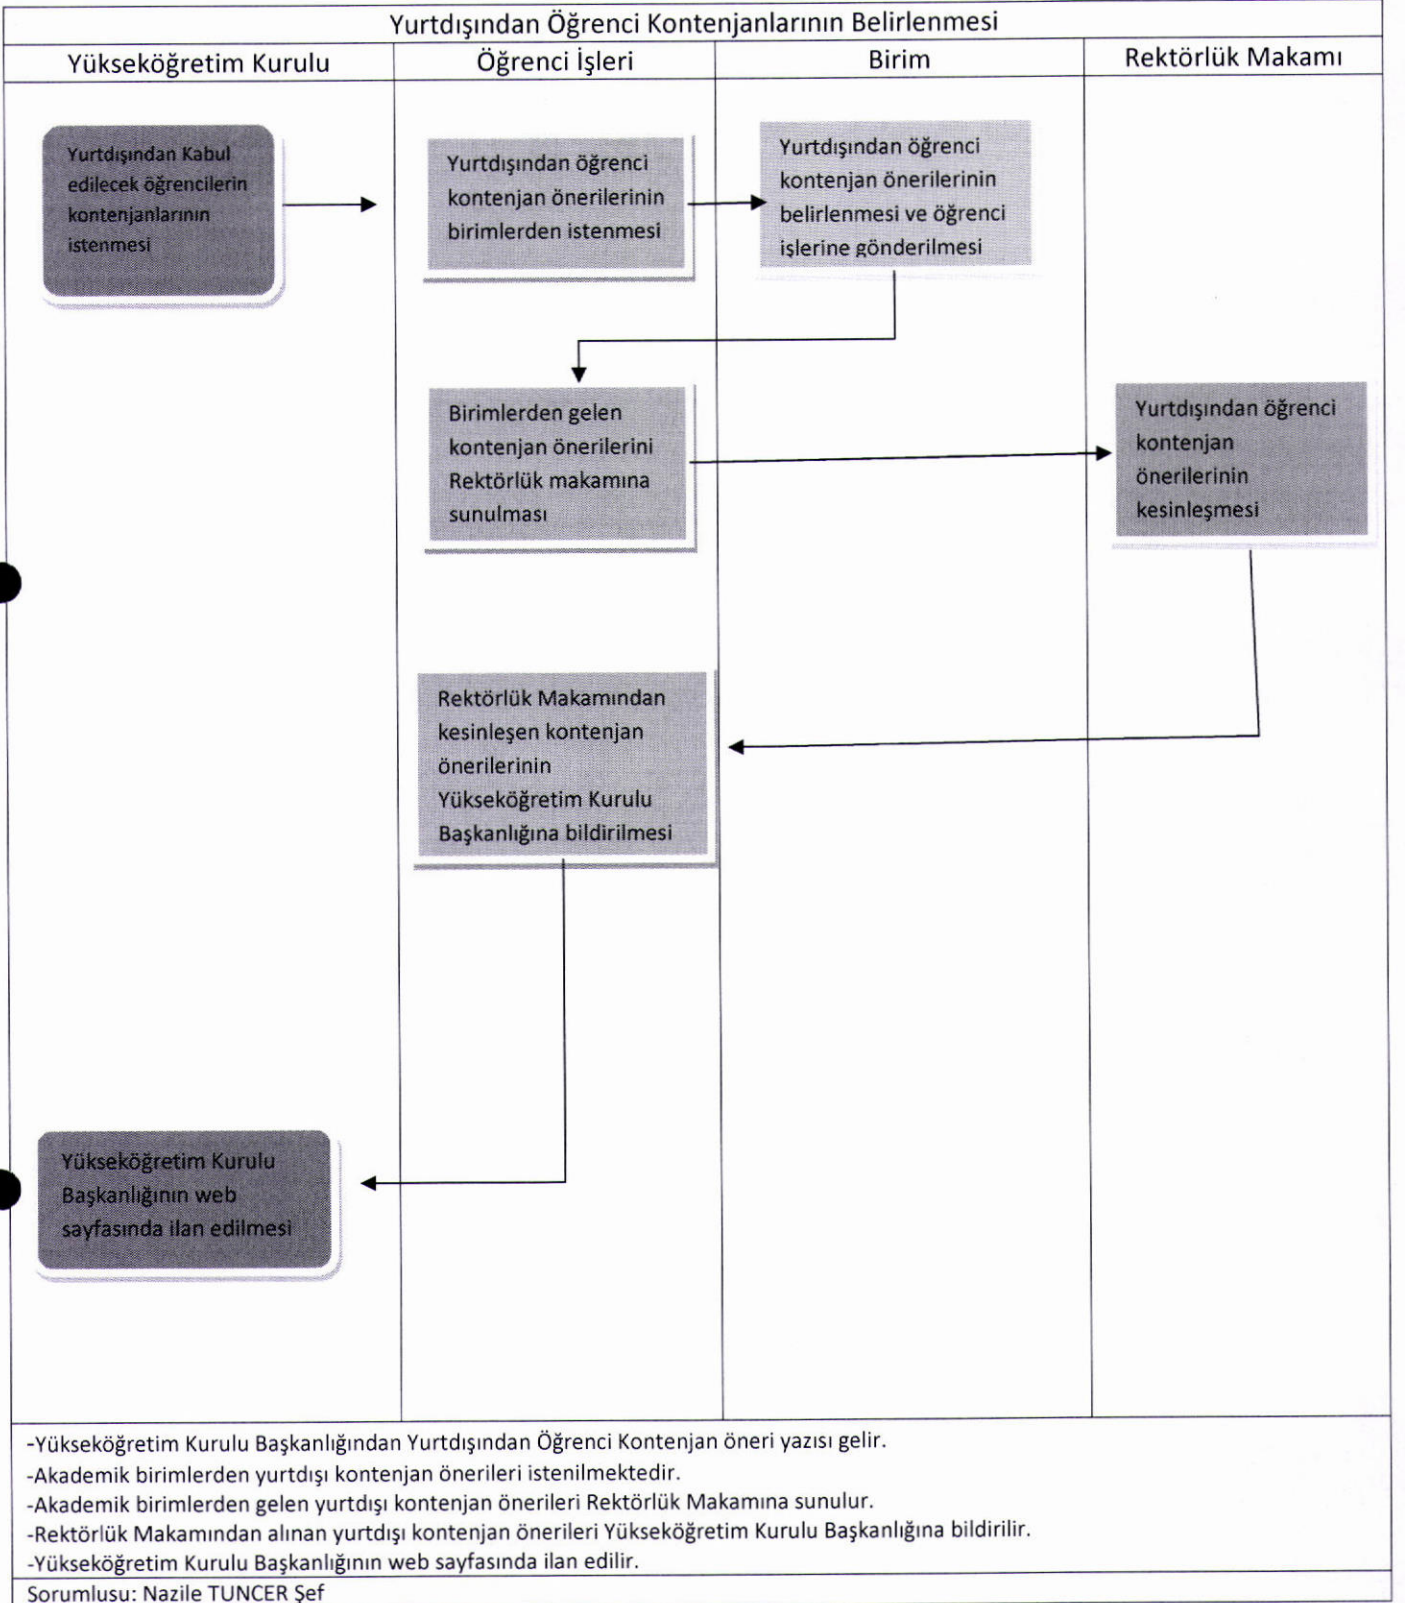 Yurtdışından Öğrenci Kontenjanlarının Belirlenmesi
Yükseköğretim Kurulu
Öğrenci İşleri
Birim
Rektörlük Makamı
Yurtdışından Kabul
edilecek öğrencilerin
kontenjanlarının
istenmesi
Yurtdışından öğrenci
kontenjan önerilerinin
birimlerden istenmesi
Yurtdışından öğrenci
kontenjan önerilerinin
belirlenmesi ve öğrenci
işlerine gönderilmesi
Birimlerden gelen
kontenjan önerilerini
Rektörlük makamına
sunulması
Yurtdışından öğrenci
kontenjan
önerilerinin
kesinleşmesi
Rektörlük Makamından
kesinleşen kontenjan
önerilerinin
Yükseköğretim Kurulu
Başkanlığına bildirilmesi
Yükseköğretim Kurulu
Başkanlığının web
sayfasında ilan edilmesi
-Yükseköğretim Kurulu Başkanlığından Yurtdışından Öğrenci Kontenjan öneri yazısı gelir.
-Akademik birimlerden yurtdışı kontenjan önerileri istenilmektedir.
-Akademik birimlerden gelen yurtdışı kontenjan önerileri Rektörlük Makamına sunulur.
-Rektörlük Makamından alınan yurtdışı kontenjan önerileri Yükseköğretim Kurulu Başkanlığına bildirilir.
-Yükseköğretim Kurulu Başkanlığının web sayfasında ilan edilir.
Sorumlusu: Nazile TUNCER Şef